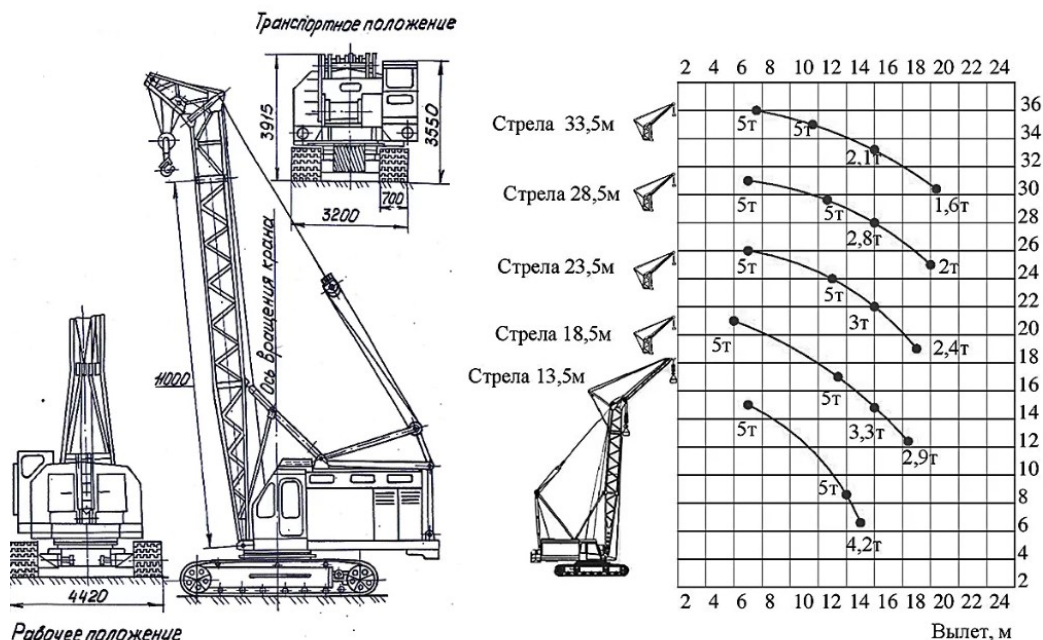 Транспортное положение
3915
3550
700
3200
Ось вращения крана
11000
4420
Рабочее положение
2 4 6 8 10 12 14 16 18 20 22 24
Стрела 33,5м
5т
5т
2,1т
1,6т
Стрела 28,5м
5т
5т
2,8т
2т
Стрела 23,5м
5т
5т
3т
2,4т
Стрела 18,5м
5т
5т
3,3т
2,9т
Стрела 13,5м
5т
5т
4,2т
36
34
32
30
28
26
24
22
20
18
16
14
12
10
8
6
4
2
2 4 6 8 10 12 14 16 18 20 22 24
Вылет, м